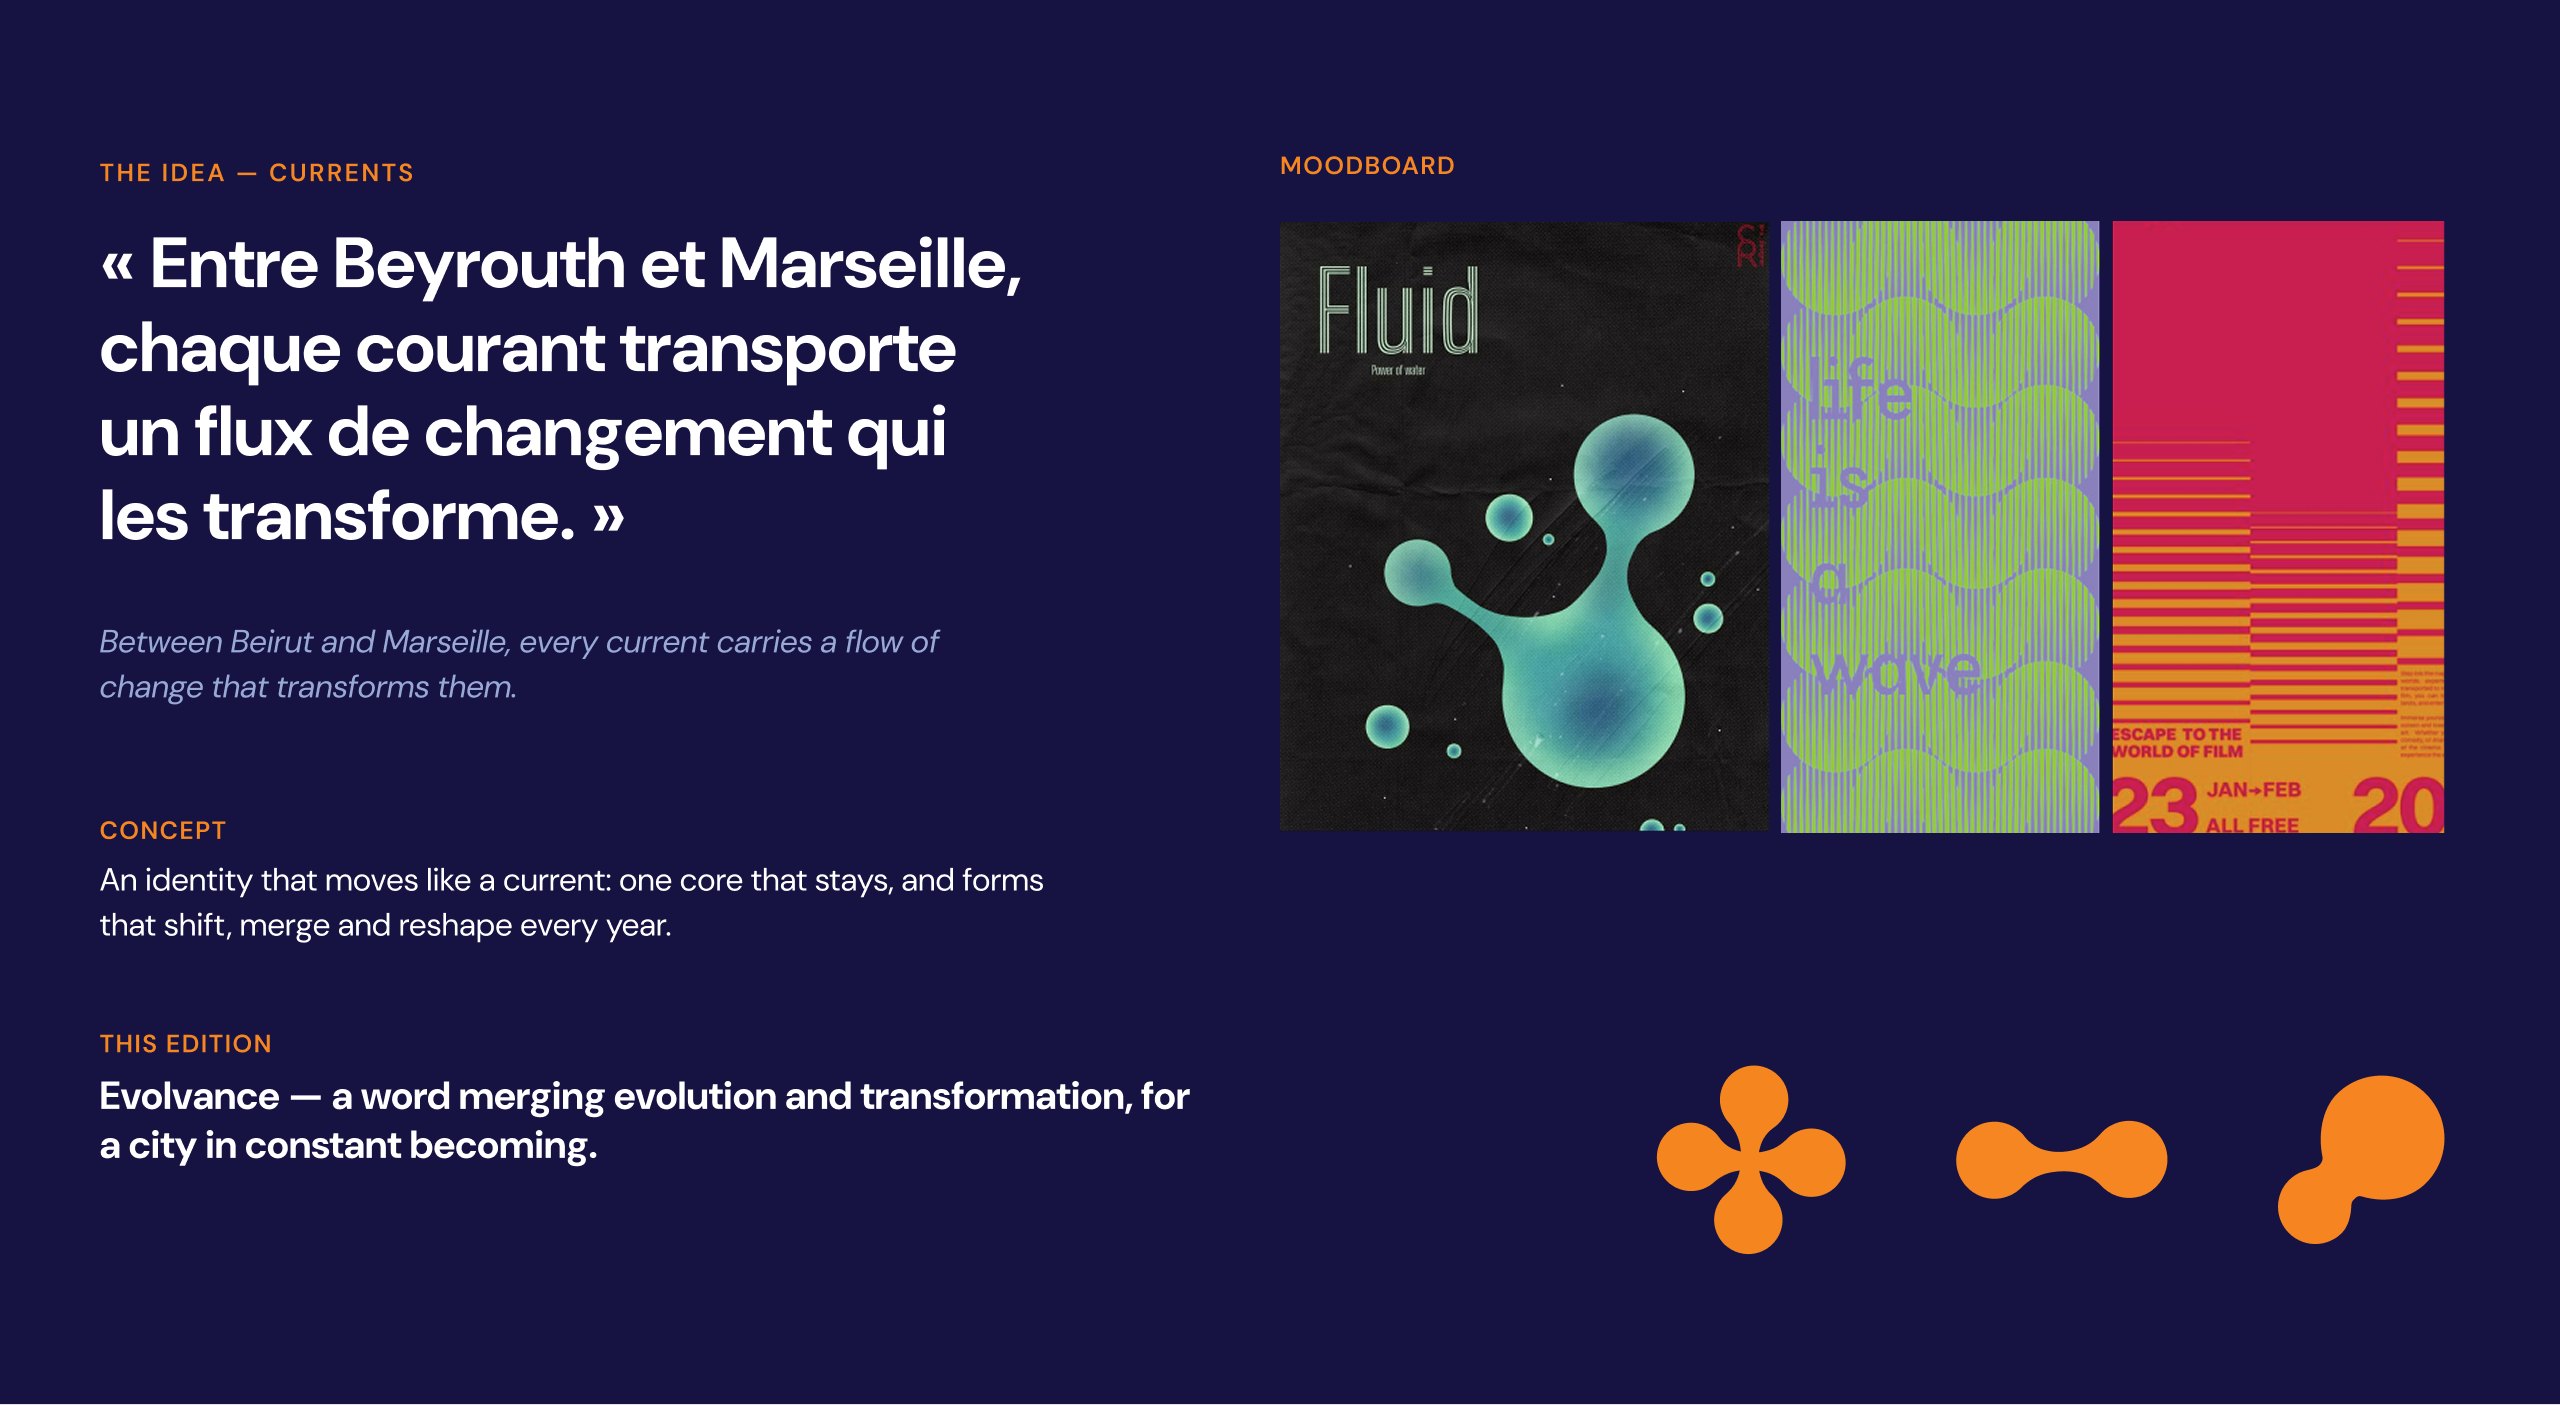 THE IDEA — CURRENTS
« Entre Beyrouth et Marseille,
chaque courant transporte
un flux de changement qui
les transforme. »
Between Beirut and Marseille, every current carries a flow of
change that transforms them.
CONCEPT
An identity that moves like a current: one core that stays, and forms
that shift, merge and reshape every year.
THIS EDITION
Evolvance — a word merging evolution and transformation, for
a city in constant becoming.
MOODBOARD
Fluid
Power of water
life
is
a
wave
ESCAPE TO THE
WORLD OF FILM
23 JAN→FEB 20
ALL FREE